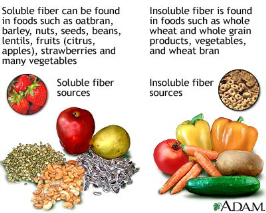 Soluble fiber can be found
in foods such as oatbran,
barley, nuts, seeds, beans,
lentils, fruits (citrus,
apples), strawberries and
many vegetables
Soluble fiber
sources
Insoluble fiber is found
in foods such as whole
wheat and whole grain
products, vegetables,
and wheat bran
Insoluble fiber
sources
ADAM.